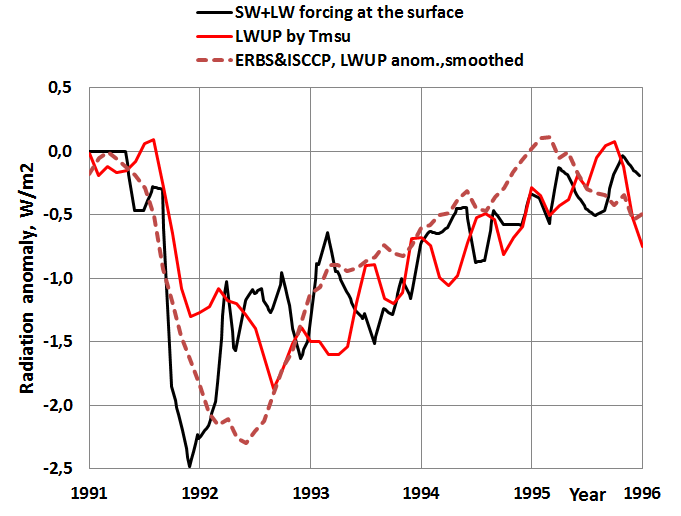 SW+LW forcing at the surface
LWUP by Tmsu
ERBS&ISCCP, LWUP anom.,smoothed
Radiation anomaly, W/m2
0,5
0,0
-0,5
-1,0
-1,5
-2,0
-2,5
1991 1992 1993 1994 1995 Year 1996